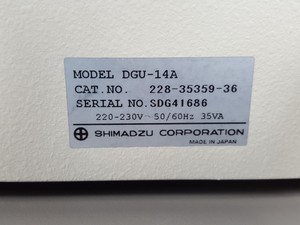 MODEL DGU-14A
CAT.NO. 228-35359-36
SERIAL NO.SDG41686
220-230V~50/60Hz 35VA
SHIMADZU CORPORATION
MADE IN JAPAN